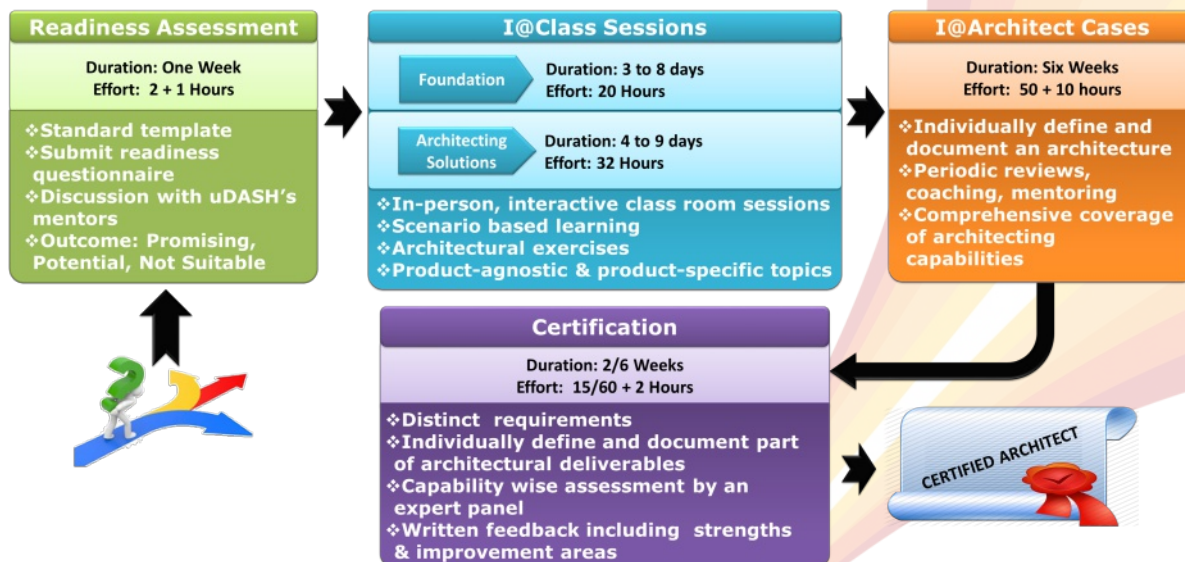 Readiness Assessment
Duration: One Week
Effort: 2 + 1 Hours
❖Standard template
❖Submit readiness
questionnaire
❖Discussion with uDASH's
mentors
❖Outcome: Promising,
Potential, Not Suitable
I@Class Sessions
Foundation
Duration: 3 to 8 days
Effort: 20 Hours
Architecting
Solutions
Duration: 4 to 9 days
Effort: 32 Hours
❖In-person, interactive class room sessions
❖Scenario based learning
❖Architectural exercises
❖Product-agnostic & product-specific topics
I@Architect Cases
Duration: Six Weeks
Effort: 50 + 10 hours
❖Individually define and
document an architecture
❖Periodic reviews,
coaching, mentoring
❖Comprehensive coverage
of architecting
capabilities
Certification
Duration: 2/6 Weeks
Effort: 15/60 + 2 Hours
❖Distinct requirements
❖Individually define and document part
of architectural deliverables
❖Capability wise assessment by an
expert panel
❖Written feedback including strengths
& improvement areas
CERTIFIED ARCHITECT